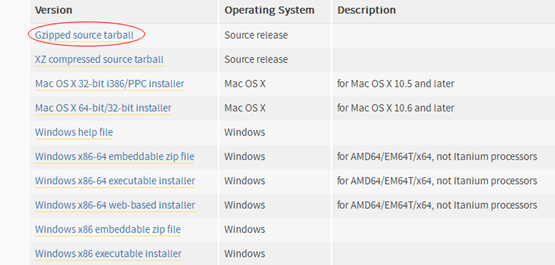 Version Operating System Description
Gzipped source tarball Source release
XZ compressed source tarball Source release
Mac OS X 32-bit i386/PPC installer Mac OS X for Mac OS X 10.5 and later
Mac OS X 64-bit/32-bit installer Mac OS X for Mac OS X 10.6 and later
Windows help file Windows
Windows x86-64 embeddable zip file Windows for AMD64/EM64T/x64, not Itanium processors
Windows x86-64 executable installer Windows for AMD64/EM64T/x64, not Itanium processors
Windows x86-64 web-based installer Windows for AMD64/EM64T/x64, not Itanium processors
Windows x86 embeddable zip file Windows
Windows x86 executable installer Windows